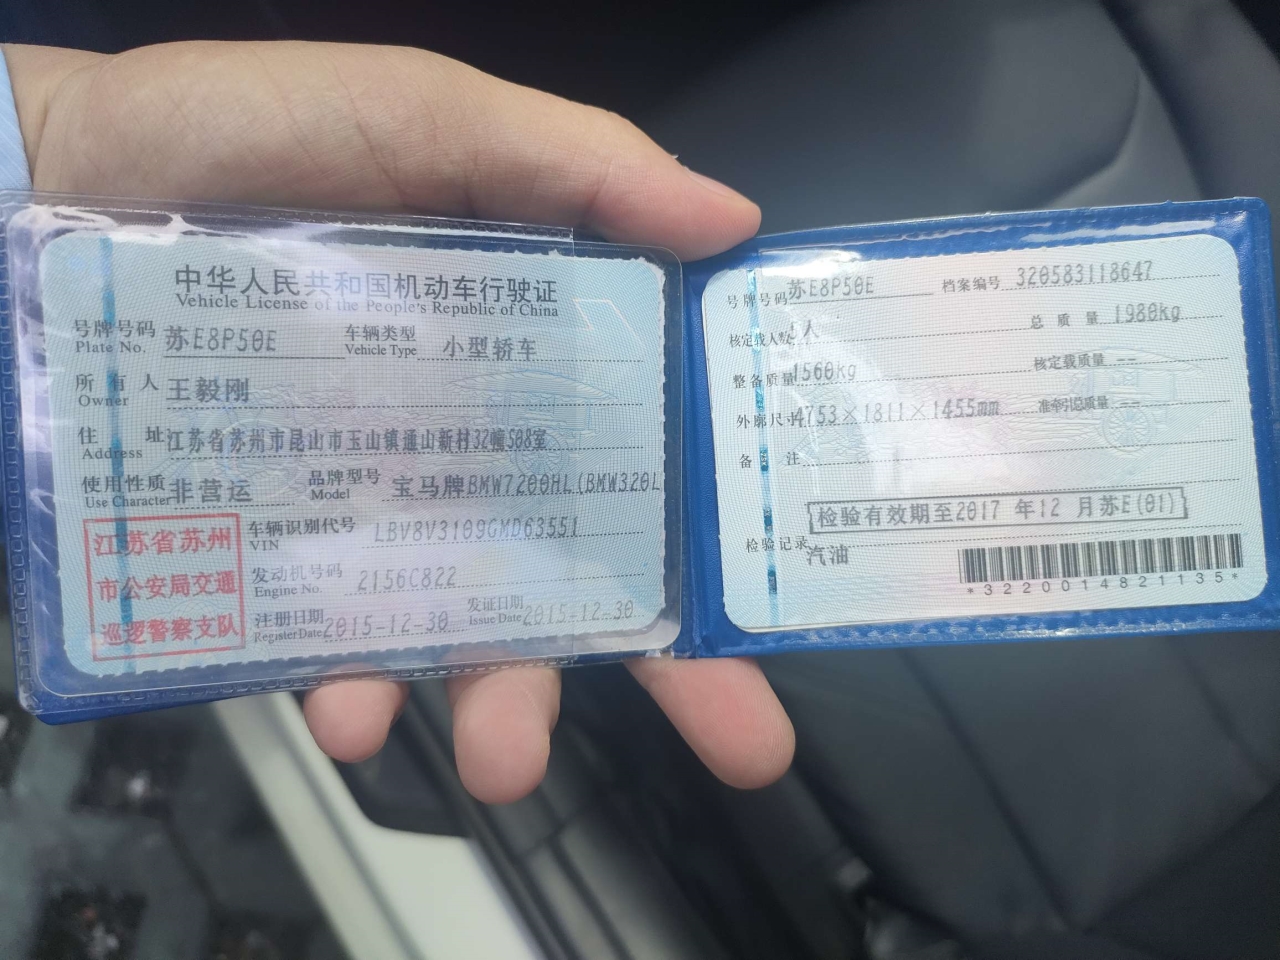 中华人民共和国机动车行驶证
Vehicle License of the People's Republic of China
号牌号码 苏E8P50E 车辆类型 小型轿车
Plate No. Vehicle Type
所有人 王毅刚
Owner
住址 江苏省苏州市昆山市玉山镇通山新村32幢508室
Address
使用性质 非营运 品牌型号 宝马牌BMW7200HL(BMW320L
Use Character Model
江苏省苏州
市公安局交通
巡逻警察支队
车辆识别代号 LBV8V3109GMD63551
VIN
发动机号码 2156C822
Engine No.
注册日期 2015-12-30 发证日期 2015-12-30
Register Date Issue Date
号牌号码 苏E8P50E 档案编号 320583118647
核定载人数 人 总质量 1980kg
整备质量 1560kg 核定载质量 --
外廓尺寸 4753×1811×1455mm 准牵引总质量 --
备注
检验有效期至2017年12月苏E(01)
检验记录
汽油
*3220014821135*